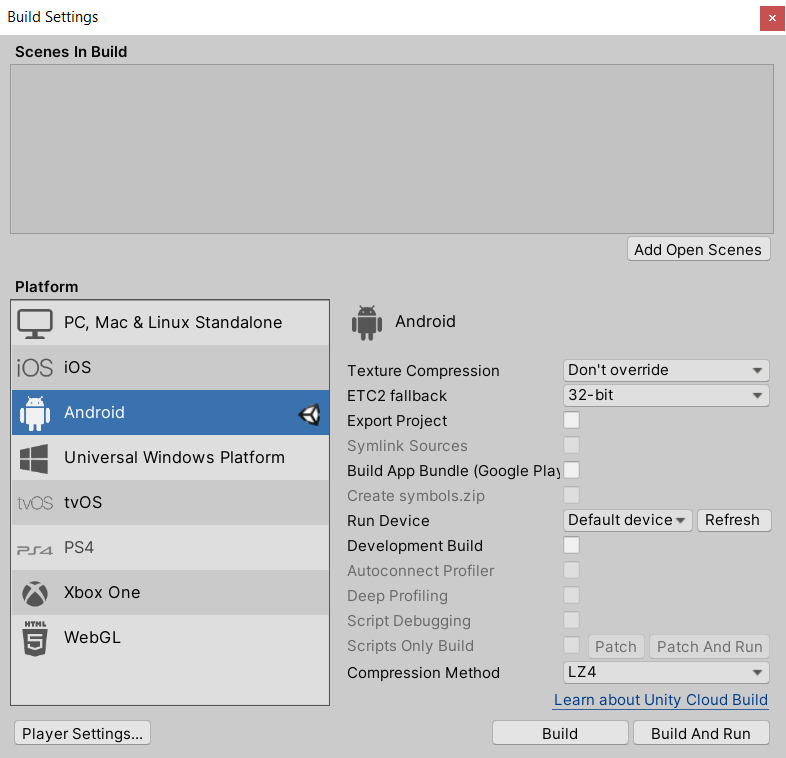 Build Settings
Scenes In Build
Add Open Scenes
Platform
PC, Mac & Linux Standalone
iOS iOS
Android
Universal Windows Platform
tvOS tvOS
PS4 PS4
Xbox One
HTML 5 WebGL
Android
Texture Compression Don't override
ETC2 fallback 32-bit
Export Project
Symlink Sources
Build App Bundle (Google Play
Create symbols.zip
Run Device Default device Refresh
Development Build
Autoconnect Profiler
Deep Profiling
Script Debugging
Scripts Only Build Patch Patch And Run
Compression Method LZ4
Learn about Unity Cloud Build
Player Settings... Build Build And Run